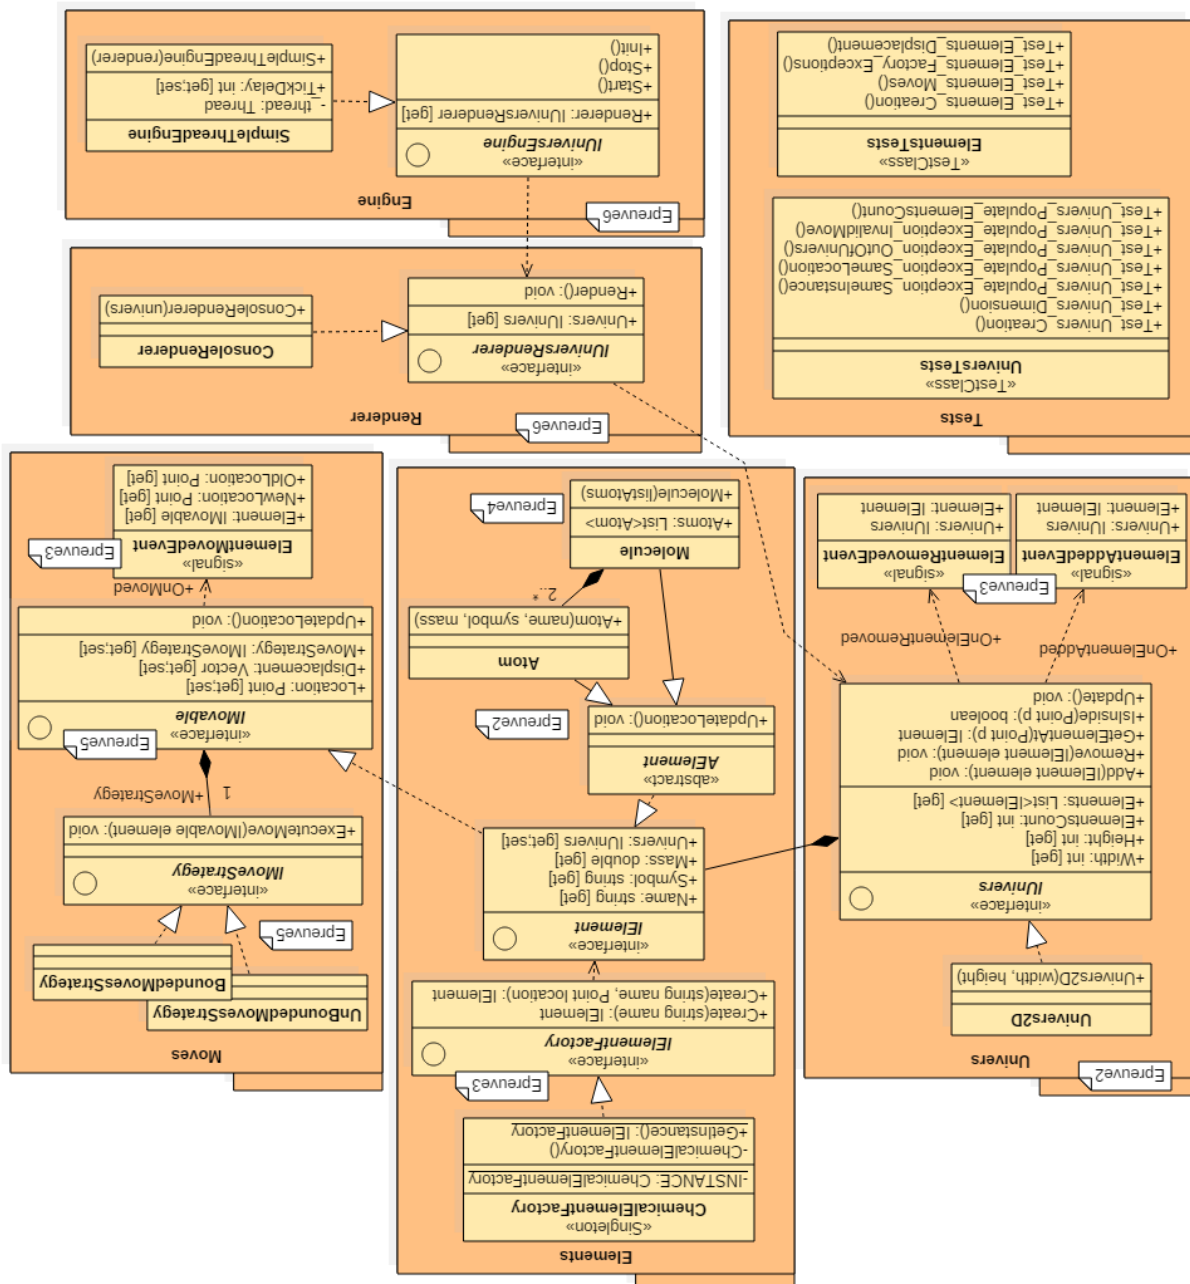 Epreuve2
Univers
Univers2D
+Univers2D(width, height)
«interface»
IUnivers
+Width: int [get]
+Height: int [get]
+ElementsCount: int [get]
+Elements: List<IElement> [get]
+Add(IElement element): void
+Remove(IElement element): void
+GetElementAt(Point p): IElement
+IsInside(Point p): boolean
+Update(): void
+OnElementAdded
+OnElementRemoved
Epreuve3
«signal»
ElementAddedEvent
+Univers: IUnivers
+Element: IElement
«signal»
ElementRemovedEvent
+Univers: IUnivers
+Element: IElement
Elements
«Singleton»
ChemicalElementFactory
-INSTANCE: ChemicalElementFactory
-ChemicalElementFactory()
+GetInstance(): IElementFactory
Epreuve3
«interface»
IElementFactory
+Create(string name): IElement
+Create(string name, Point location): IElement
«interface»
IElement
+Name: string [get]
+Symbol: string [get]
+Mass: double [get]
+Univers: IUnivers [get,set]
«abstract»
AElement
+UpdateLocation(): void
Epreuve2
Atom
+Atom(name, symbol, mass)
2..*
Molecule
+Atoms: List<Atom>
+Molecule(listAtoms)
Epreuve4
Moves
UnBoundedMovesStrategy
BoundedMovesStrategy
Epreuve5
«interface»
IMoveStrategy
+ExecuteMove(IMovable element): void
1
+MoveStrategy
Epreuve5
«interface»
IMovable
+Location: Point [get,set]
+Displacement: Vector [get,set]
+MoveStrategy: IMoveStrategy [get,set]
+UpdateLocation(): void
+OnMoved
Epreuve3
«signal»
ElementMovedEvent
+Element: IMovable [get]
+NewLocation: Point [get]
+OldLocation: Point [get]
Tests
«TestClass»
UniversTests
+Test_Univers_Creation()
+Test_Univers_Dimension()
+Test_Univers_Populate_Exception_SameInstance()
+Test_Univers_Populate_Exception_SameLocation()
+Test_Univers_Populate_Exception_OutOfUnivers()
+Test_Univers_Populate_Exception_InvalidMove()
+Test_Univers_Populate_ElementsCount()
«TestClass»
ElementsTests
+Test_Elements_Creation()
+Test_Elements_Moves()
+Test_Elements_Factory_Exceptions()
+Test_Elements_Displacement()
Epreuve6
Renderer
«interface»
IUniversRenderer
+Univers: IUnivers [get]
+Render(): void
ConsoleRenderer
+ConsoleRenderer(univers)
Epreuve6
Engine
«interface»
IUniversEngine
+Renderer: IUniversRenderer [get]
+Start()
+Stop()
+Init()
SimpleThreadEngine
-_thread: Thread
+TickDelay: int [get,set]
+SimpleThreadEngine(renderer)